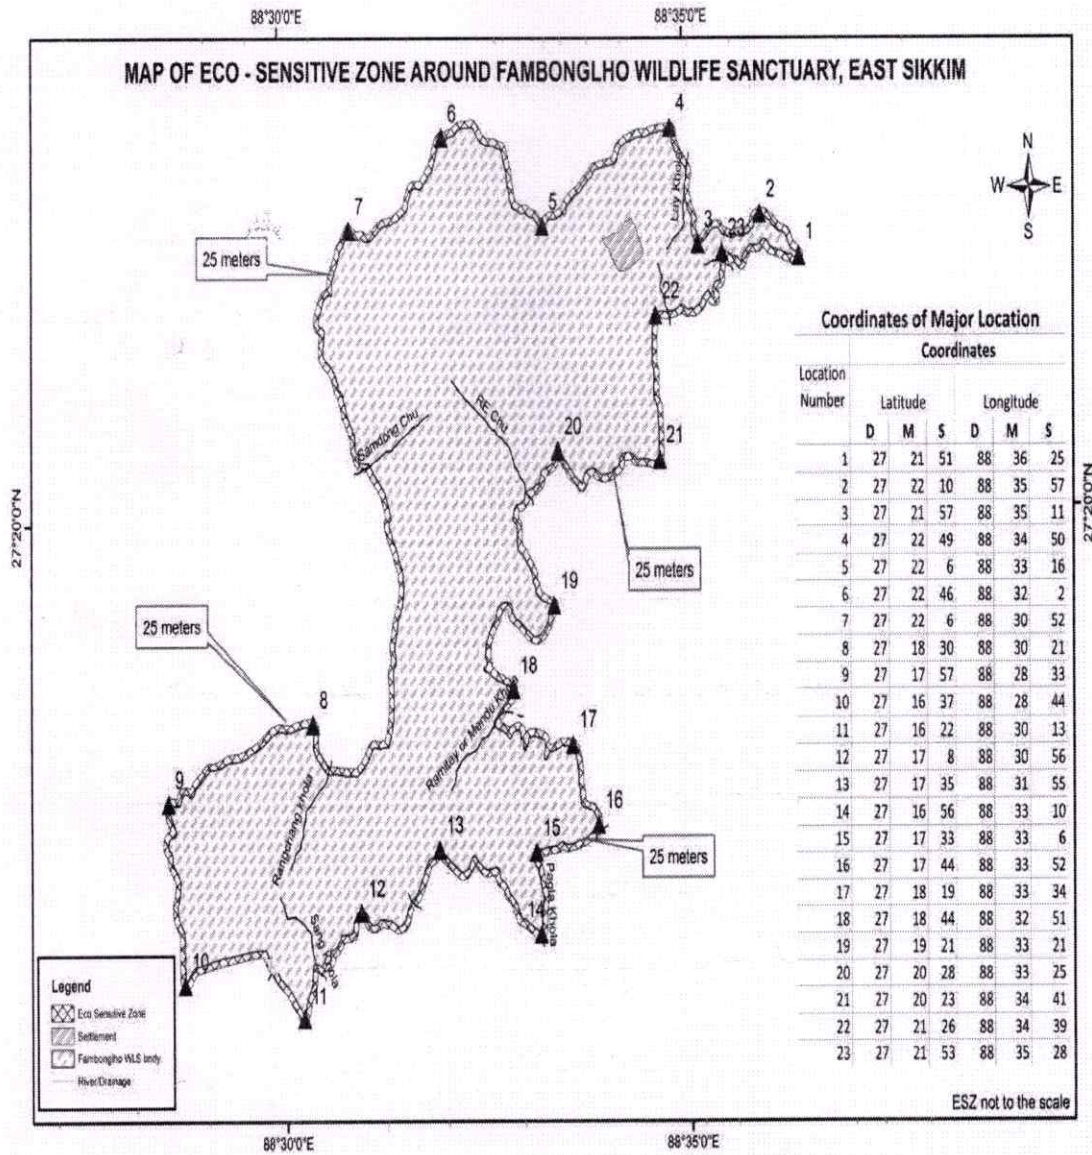 88°30'0"E
88°35'0"E
MAP OF ECO - SENSITIVE ZONE AROUND FAMBONGLHO WILDLIFE SANCTUARY, EAST SIKKIM
6
4
N
W E
S
2
7
5
Luy Khola
3
23
1
25 meters
22
Coordinates of Major Location
Coordinates
Location
Number
Latitude Longitude
D M S D M S
1 27 21 51 88 36 25
2 27 22 10 88 35 57
3 27 21 57 88 35 11
4 27 22 49 88 34 50
5 27 22 6 88 33 16
6 27 22 46 88 32 2
7 27 22 6 88 30 52
8 27 18 30 88 30 21
9 27 17 57 88 28 33
10 27 16 37 88 28 44
11 27 16 22 88 30 13
12 27 17 8 88 30 56
13 27 17 35 88 31 55
14 27 16 56 88 33 10
15 27 17 33 88 33 6
16 27 17 44 88 33 52
17 27 18 19 88 33 34
18 27 18 44 88 32 51
19 27 19 21 88 33 21
20 27 20 28 88 33 25
21 27 20 23 88 34 41
22 27 21 26 88 34 39
23 27 21 53 88 35 28
RE Chu
Samdong Chu
20
21
27°20'0"N
27°20'0"N
25 meters
19
25 meters
18
8
Ramitay or Mendu
17
9
Rangchang khola
16
13
15
25 meters
12
14
Khola
Sang
10
11
Legend
Eco Sensitive Zone
Settlement
Fambonglho WLS bndy.
River/Drainage
ESZ not to the scale
88°30'0"E
88°35'0"E